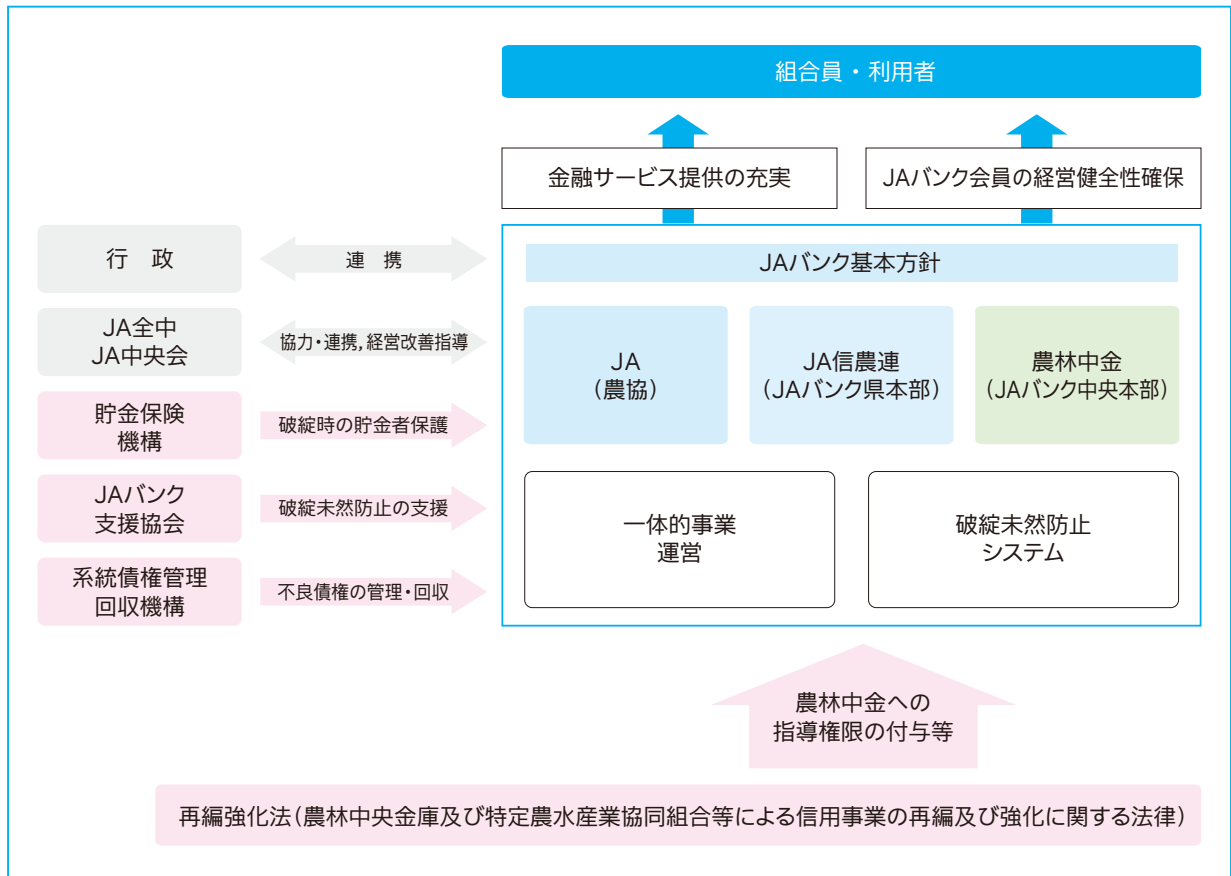 組合員・利用者
金融サービス提供の充実
JAバンク会員の経営健全性確保
行　政
連　携
JAバンク基本方針
JA全中
JA中央会
協力・連携, 経営改善指導
JA
（農協）
JA信農連
（JAバンク県本部）
農林中金
（JAバンク中央本部）
貯金保険
機構
破綻時の貯金者保護
JAバンク
支援協会
破綻未然防止の支援
一体的事業
運営
破綻未然防止
システム
系統債権管理
回収機構
不良債権の管理・回収
農林中金への
指導権限の付与等
再編強化法（農林中央金庫及び特定農水産業協同組合等による信用事業の再編及び強化に関する法律）